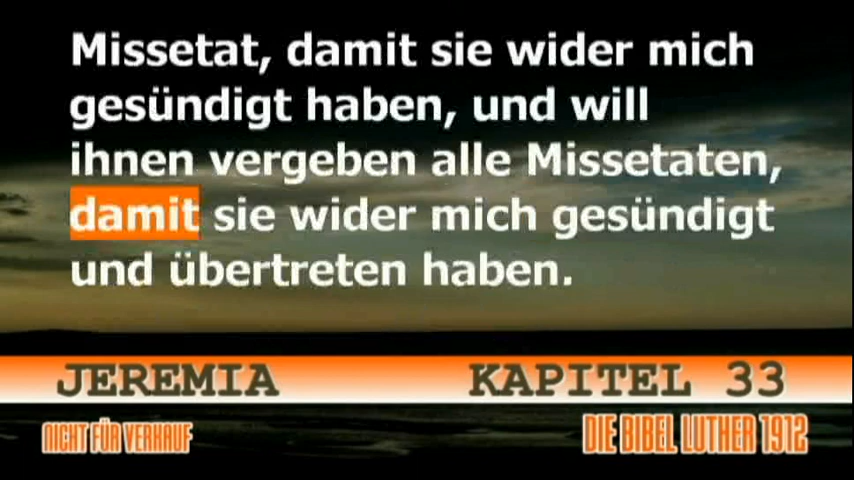 Missetat, damit sie wider mich
gesündigt haben, und will
ihnen vergeben alle Missetaten,
damit sie wider mich gesündigt
und übertreten haben.
JEREMIA KAPITEL 33
NICHT FÜR VERKAUF DIE BIBEL LUTHER 1912